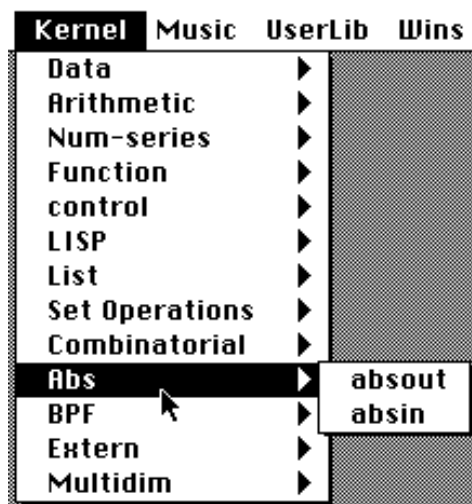 Kernel Music UserLib Wins
Data
Arithmetic
Num-series
Function
control
LISP
List
Set Operations
Combinatorial
Abs absout
BPF absin
Extern
Multidim